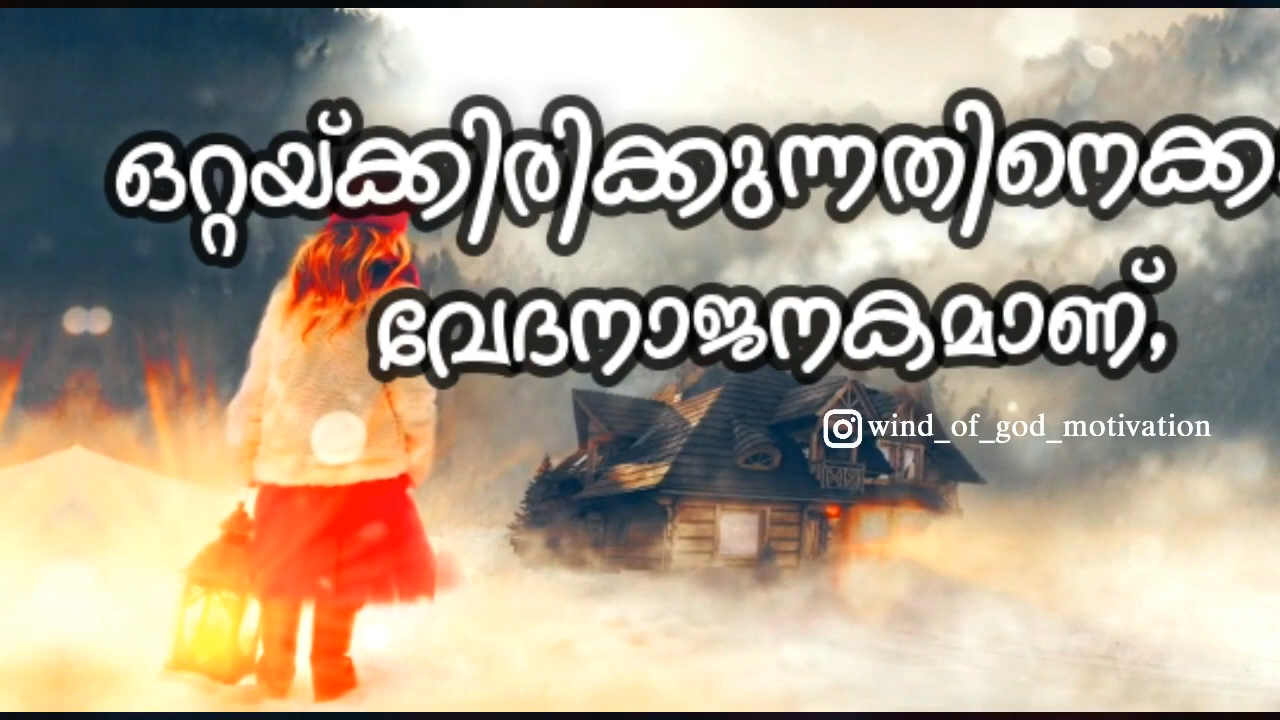 ഒറ്റയ്ക്കിരിക്കുന്നതിനെക്ക
വേദനാജനകമാണ്,
wind_of_god_motivation